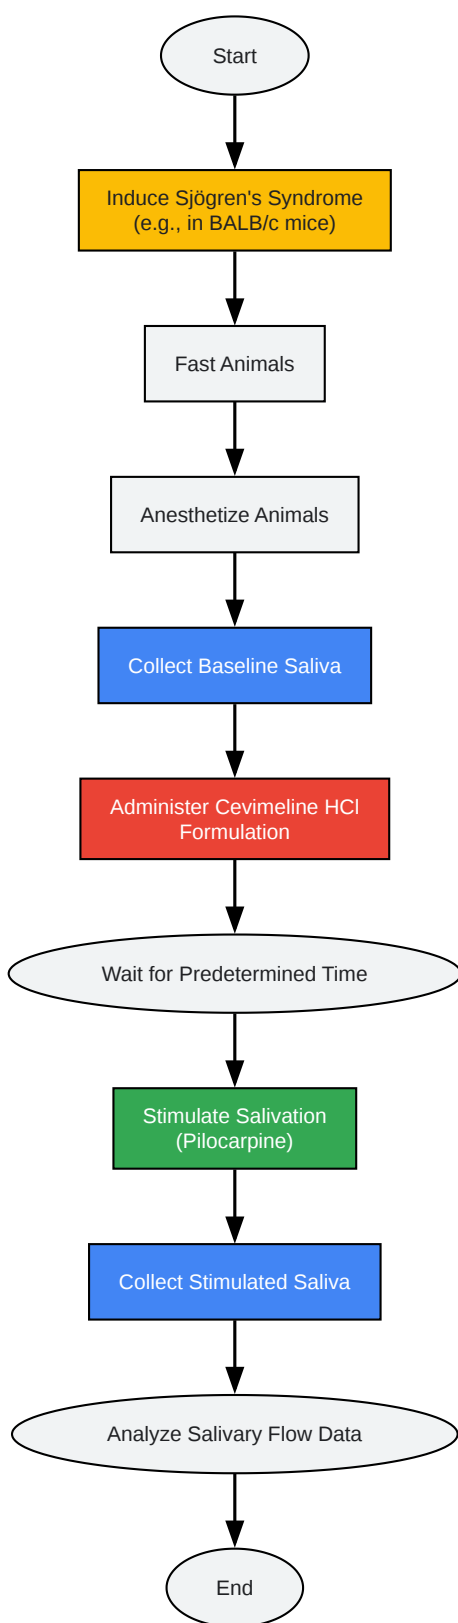 Start
Induce Sjögren's Syndrome
(e.g., in BALB/c mice)
Fast Animals
Anesthetize Animals
Collect Baseline Saliva
Administer Cevimeline HCl
Formulation
Wait for Predetermined Time
Stimulate Salivation
(Pilocarpine)
Collect Stimulated Saliva
Analyze Salivary Flow Data
End